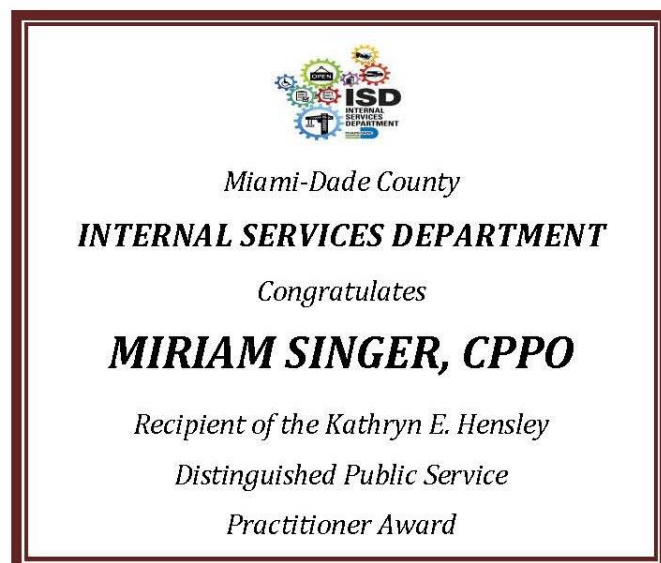 OPEN
ISD
INTERNAL
SERVICES
DEPARTMENT
Miami-Dade County
INTERNAL SERVICES DEPARTMENT
Congratulates
MIRIAM SINGER, CPPO
Recipient of the Kathryn E. Hensley
Distinguished Public Service
Practitioner Award